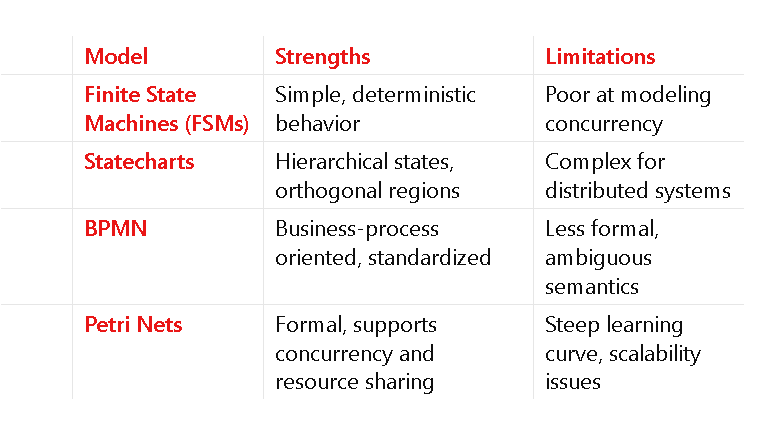 Model Strengths Limitations
Finite State Simple, deterministic Poor at modeling
Machines (FSMs) behavior concurrency
Statecharts Hierarchical states, Complex for
orthogonal regions distributed systems
BPMN Business-process Less formal,
oriented, standardized ambiguous
semantics
Petri Nets Formal, supports Steep learning
concurrency and curve, scalability
resource sharing issues